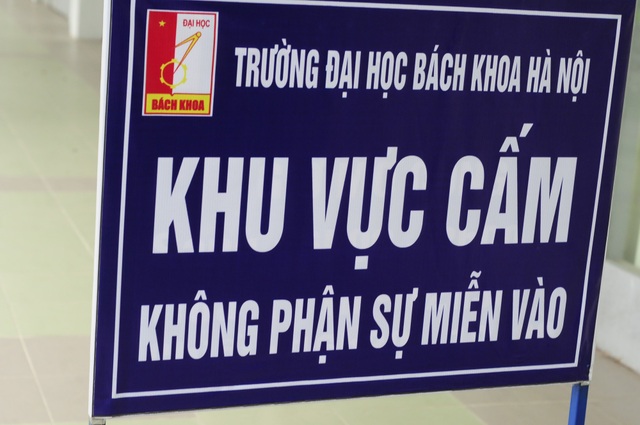 ĐẠI HỌC
BÁCH KHOA
TRƯỜNG ĐẠI HỌC BÁCH KHOA HÀ NỘI
KHU VỰC CẤM
KHÔNG PHẬN SỰ MIỄN VÀO